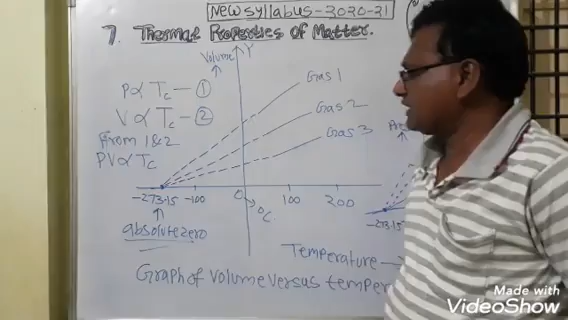 New syllabus-2020-21
7. Thermal Properties of Matter.
Volume
Y
P∝ Tc — ①
V ∝ Tc — ②
From 1&2
PV∝ Tc
Gas 1
Gas 2
Gas 3
-273.15 -100 0 100 200
°C
absolute zero
-273.15
Temperature
Graph of Volume Versus temper
Made with
VideoShow